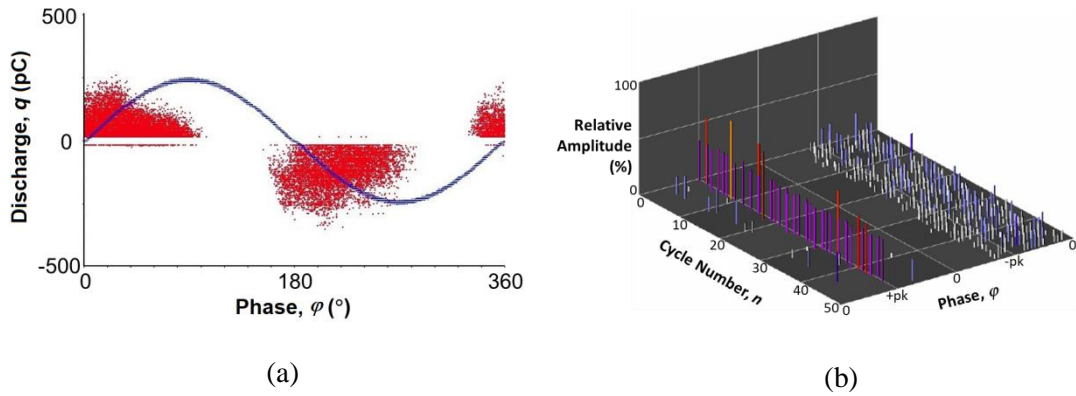 500
0
-500
Discharge, q (pC)
0
180
360
Phase, φ (°)
(a)
100
Relative
Amplitude
(%)
0
0
10
20
30
40
50
Cycle Number, n
0
+pk
0
-pk
0
Phase, φ
(b)